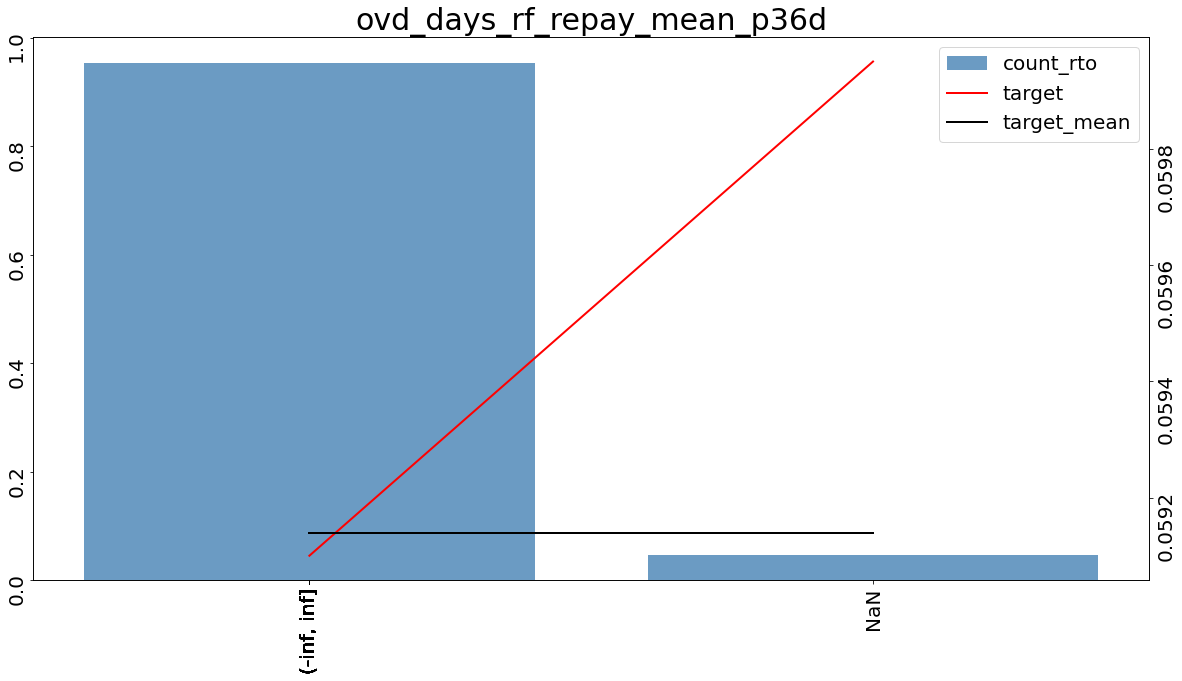 ovd_days_rf_repay_mean_p36d
count_rto
target
target_mean
1.0
0.8
0.6
0.4
0.2
0.0
0.0598
0.0596
0.0594
0.0592
(-inf, inf]
NaN